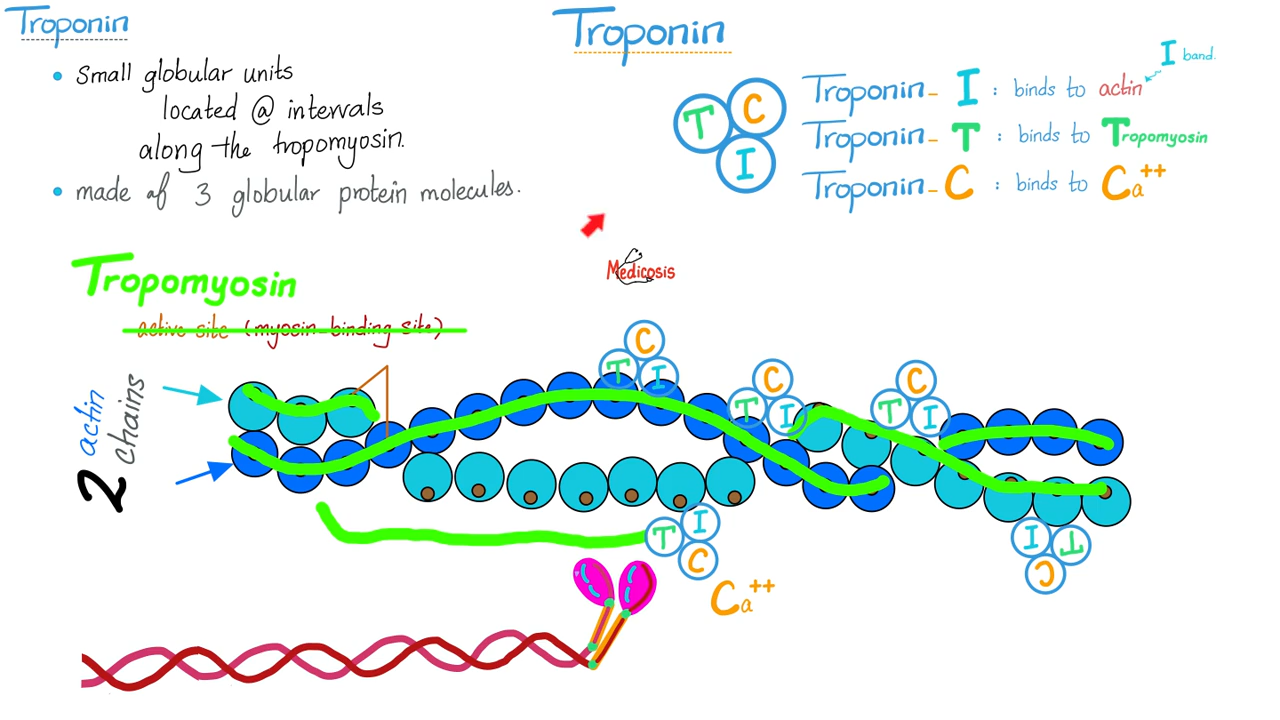 Troponin
• Small globular units
located @ intervals
along the tropomyosin.
• made of 3 globular protein molecules.
Troponin
T C
I
Troponin- I : binds to actin
I band.
Troponin- T : binds to Tropomyosin
Troponin- C : binds to Ca++
Medicosis
Tropomyosin
active site (myosin-binding site)
2 actin chains
C
T I
C
T I
C
T I
T I
C
Ca++
I T
C